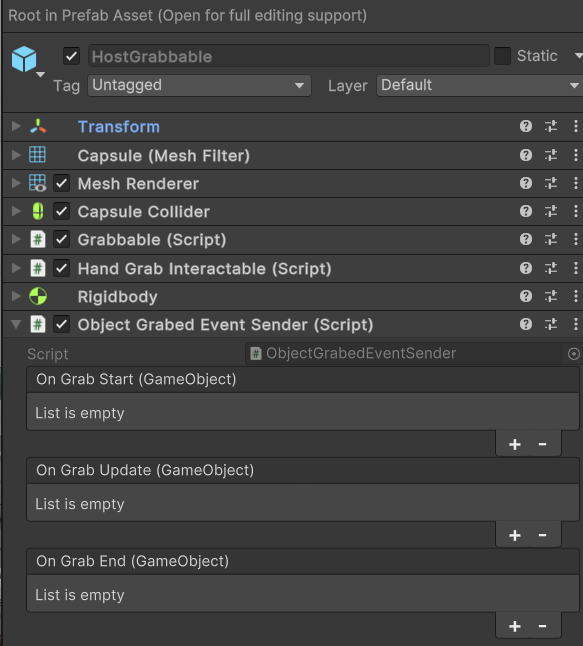 Root in Prefab Asset (Open for full editing support)
HostGrabbable
Static
Tag Untagged Layer Default
Transform
Capsule (Mesh Filter)
Mesh Renderer
Capsule Collider
# Grabbable (Script)
# Hand Grab Interactable (Script)
Rigidbody
# Object Grabed Event Sender (Script)
Script # ObjectGrabedEventSender
On Grab Start (GameObject)
List is empty
+ -
On Grab Update (GameObject)
List is empty
+ -
On Grab End (GameObject)
List is empty
+ -